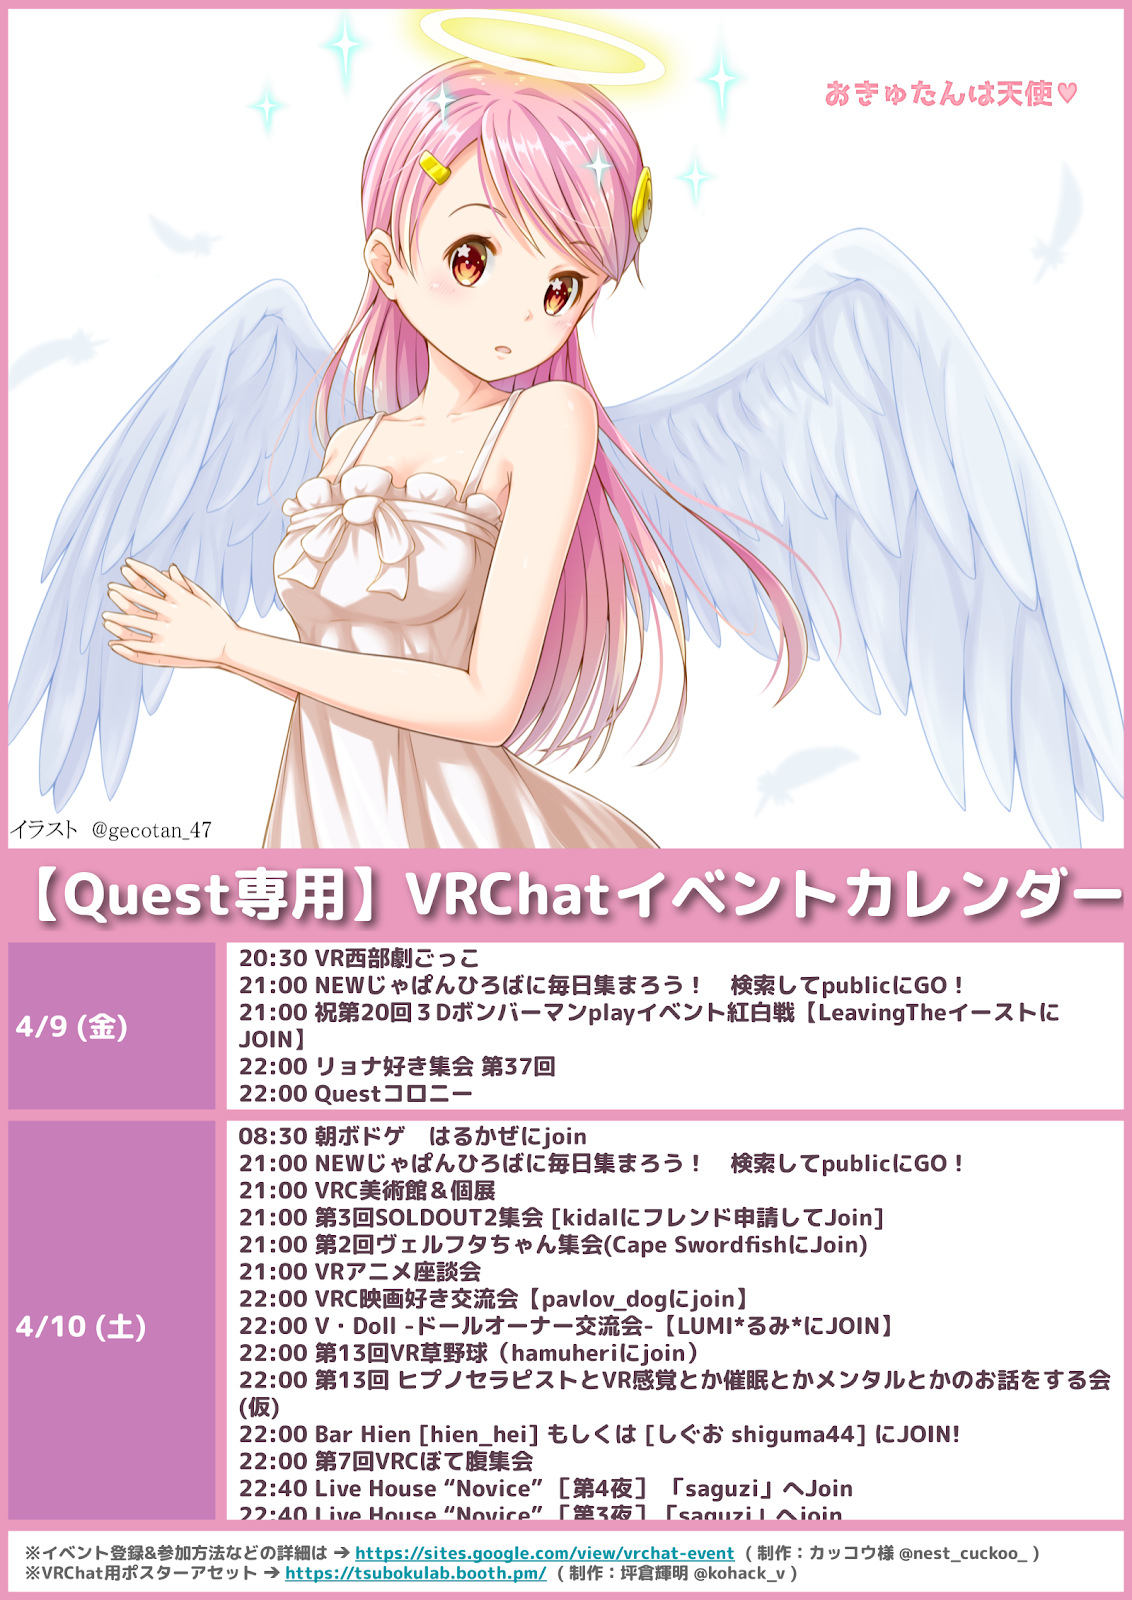 おきゅたんは天使♥
イラスト @gecotan_47
【Quest専用】VRChatイベントカレンダー
4/9 (金)
20:30 VR西部劇ごっこ
21:00 NEWじゃぱんひろばに毎日集まろう！　検索してpublicにGO！
21:00 祝第20回３Dボンバーマンplayイベント紅白戦【LeavingTheイーストに
JOIN】
22:00 リョナ好き集会 第37回
22:00 Questコロニー
4/10 (土)
08:30 朝ボドゲ　はるかぜにjoin
21:00 NEWじゃぱんひろばに毎日集まろう！　検索してpublicにGO！
21:00 VRC美術館＆個展
21:00 第3回SOLDOUT2集会 [kidalにフレンド申請してJoin]
21:00 第2回ヴェルフタちゃん集会(Cape SwordfishにJoin)
21:00 VRアニメ座談会
22:00 VRC映画好き交流会【pavlov_dogにjoin】
22:00 V・Doll -ドールオーナー交流会-【LUMI*るみ*にJOIN】
22:00 第13回VR草野球（hamuheriにjoin）
22:00 第13回 ヒプノセラピストとVR感覚とか催眠とかメンタルとかのお話をする会
(仮)
22:00 Bar Hien [hien_hei] もしくは [しぐお shiguma44] にJOIN!
22:00 第7回VRCぼて腹集会
22:40 Live House “Novice” ［第4夜］ 「saguzi」へJoin
22:40 Live House “Novice” ［第3夜］ 「saguzi」へjoin
※イベント登録&参加方法などの詳細は → https://sites.google.com/view/vrchat-event ( 制作：カッコウ様 @nest_cuckoo_ )
※VRChat用ポスターアセット → https://tsubokulab.booth.pm/ ( 制作：坪倉輝明 @kohack_v )